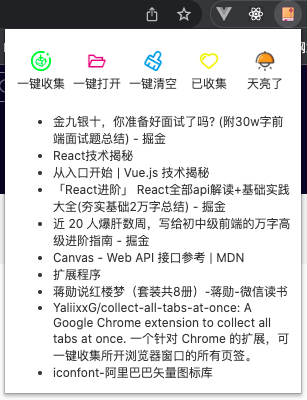 一键收集 一键打开 一键清空 已收集 天亮了
金九银十，你准备好面试了吗? (附30w字前
端面试题总结) - 掘金
React技术揭秘
从入口开始 | Vue.js 技术揭秘
「React进阶」 React全部api解读+基础实践
大全(夯实基础2万字总结) - 掘金
近 20 人爆肝数周，写给初中级前端的万字高
级进阶指南 - 掘金
Canvas - Web API 接口参考 | MDN
扩展程序
蒋勋说红楼梦（套装共8册）-蒋勋-微信读书
YaliixxG/collect-all-tabs-at-once: A
Google Chrome extension to collect all
tabs at once. 一个针对 Chrome 的扩展，可
一键收集所开浏览器窗口的所有页签。
iconfont-阿里巴巴矢量图标库